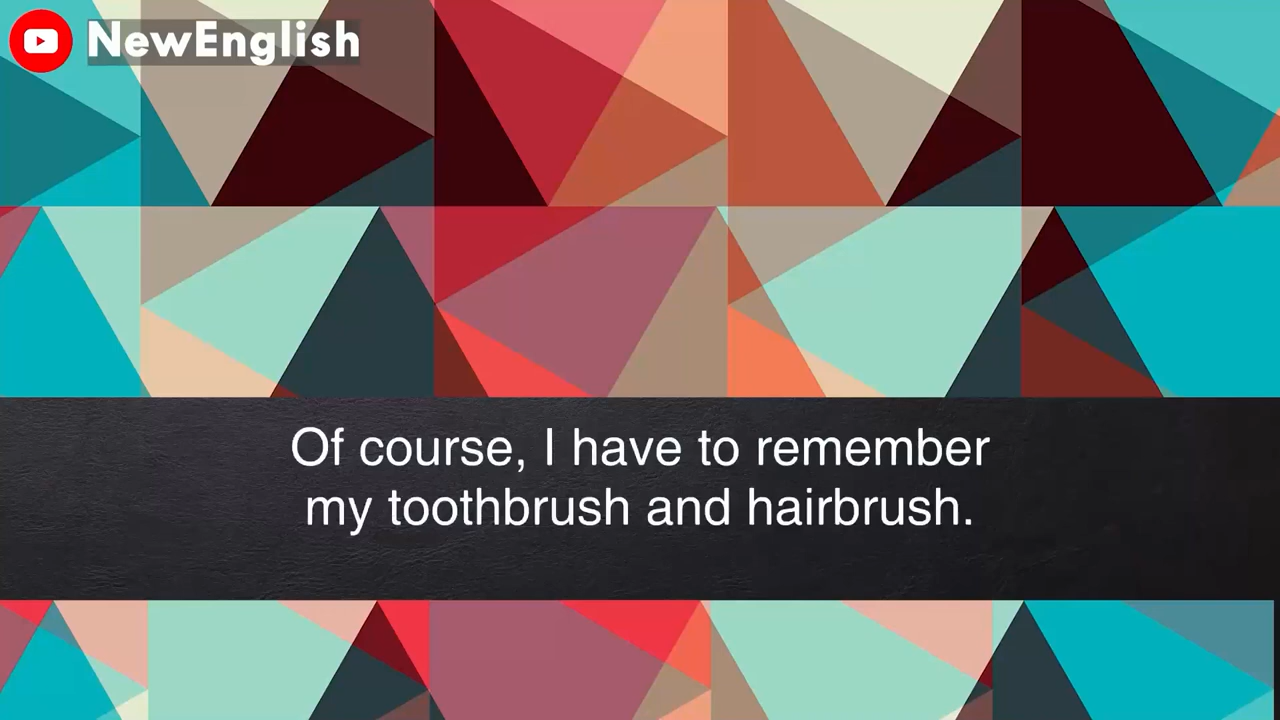 NewEnglish
Of course, I have to remember
my toothbrush and hairbrush.